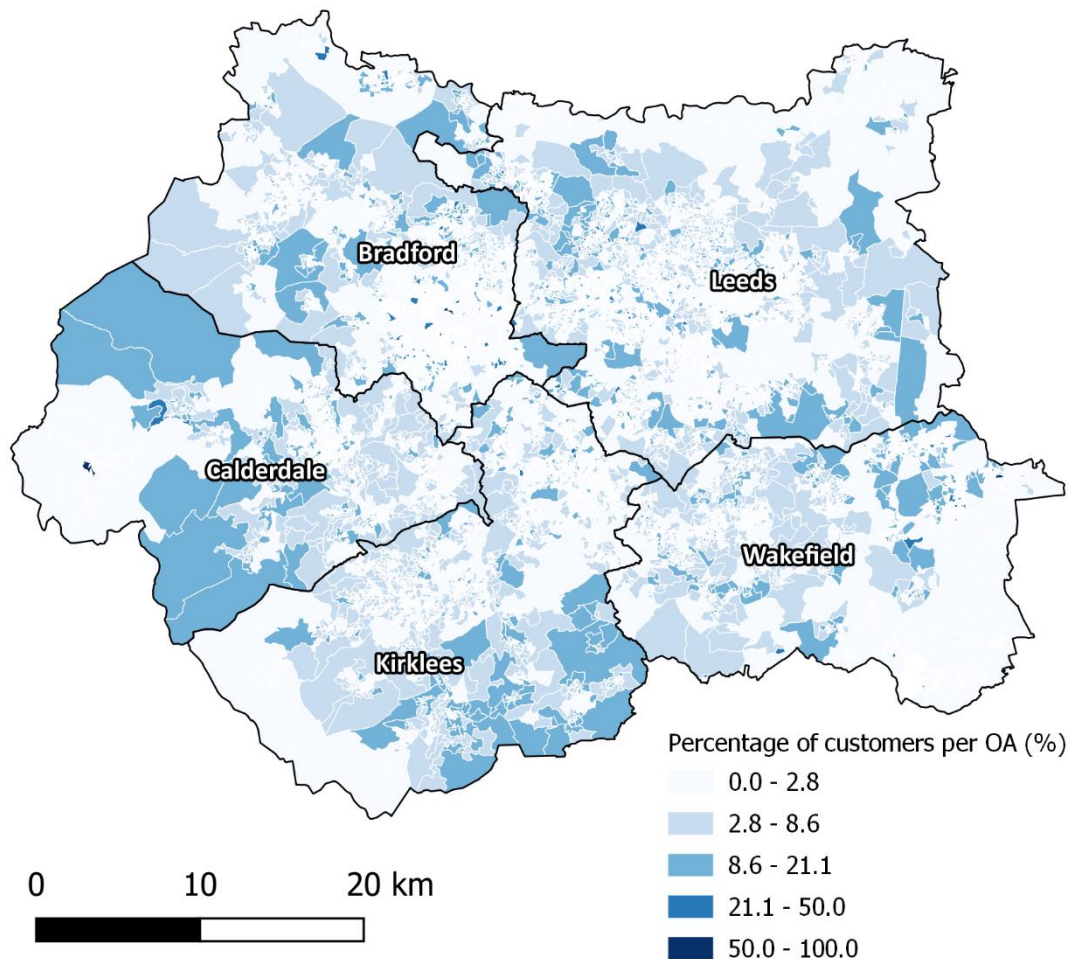 Bradford
Leeds
Calderdale
Wakefield
Kirklees
Percentage of customers per OA (%)
0.0 - 2.8
2.8 - 8.6
8.6 - 21.1
21.1 - 50.0
50.0 - 100.0
0 10 20 km